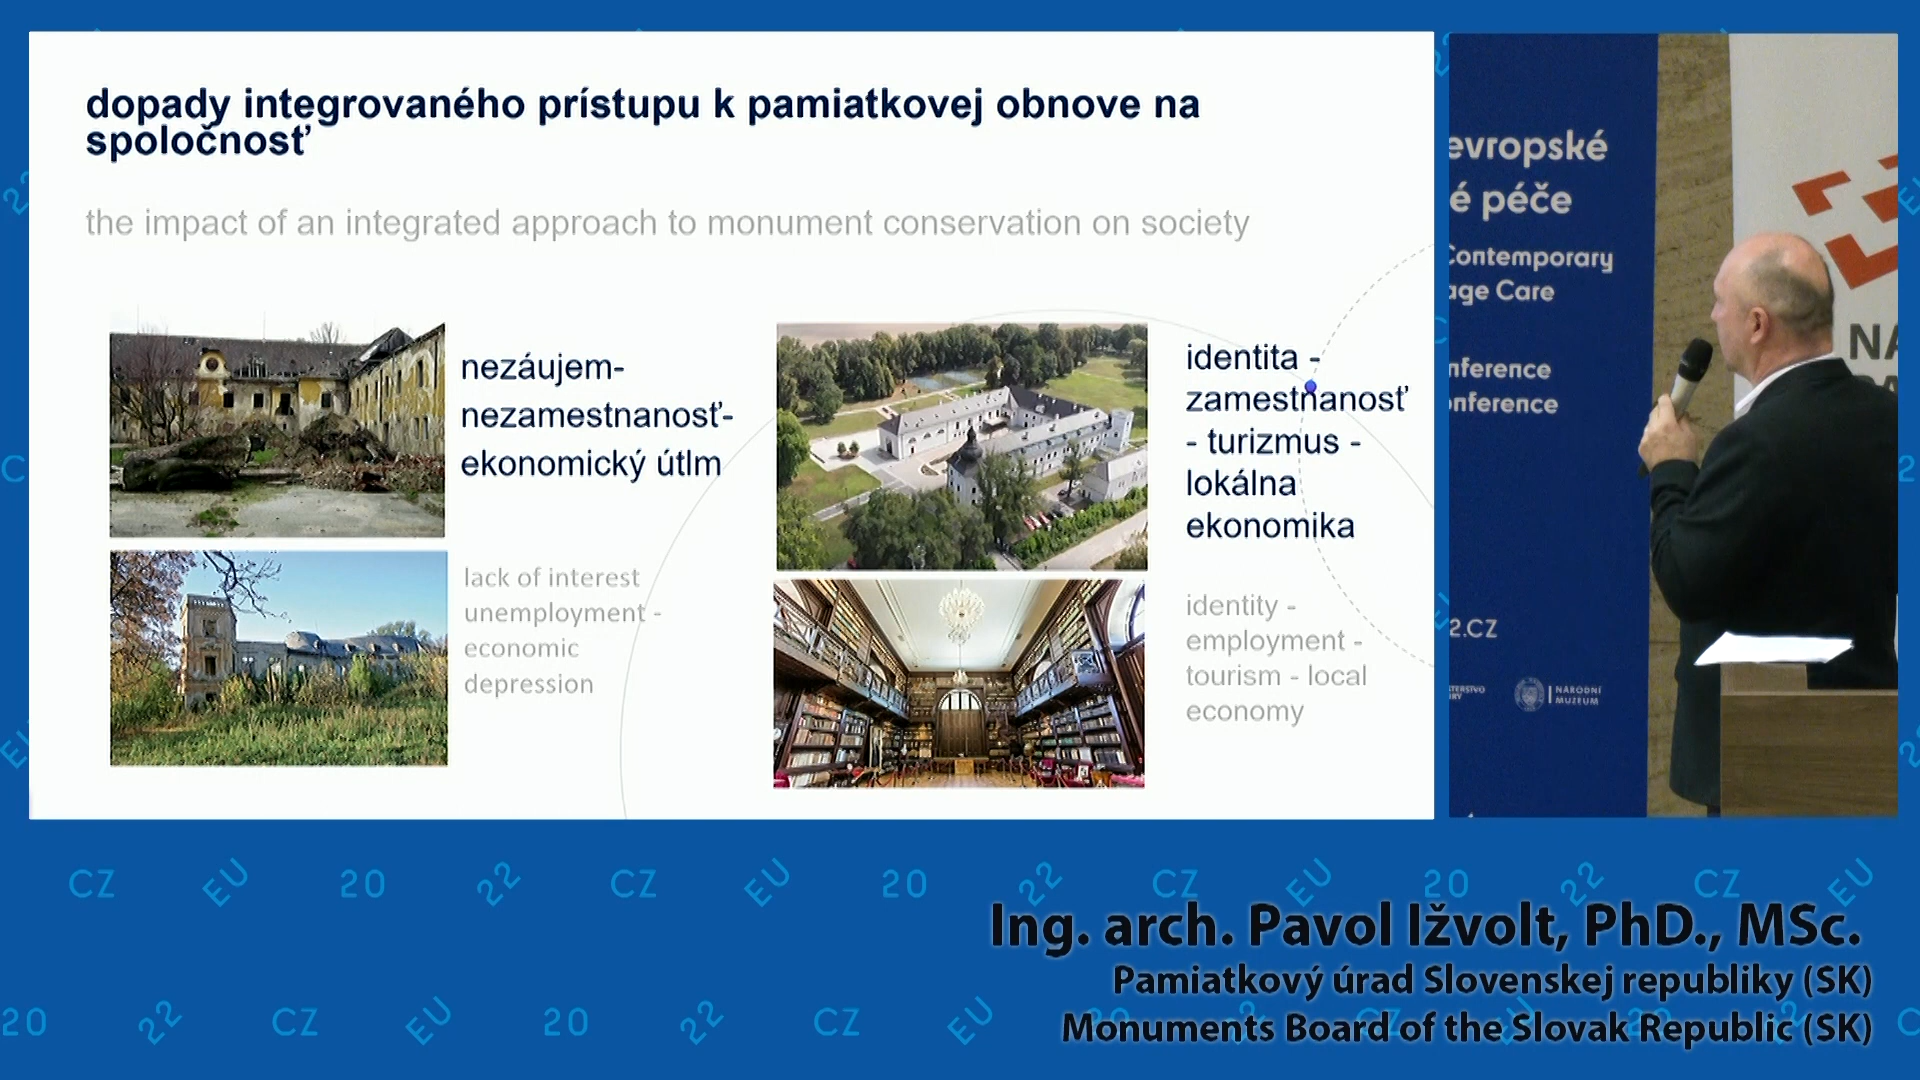 dopady integrovaného prístupu k pamiatkovej obnove na
spoločnosť
the impact of an integrated approach to monument conservation on society
nezáujem-
nezamestnanosť-
ekonomický útlm
lack of interest
unemployment -
economic
depression
identita -
zamestnanosť
- turizmus -
lokálna
ekonomika
identity -
employment -
tourism - local
economy
evropské
é péče
Contemporary
age Care
nference
onference
2.CZ
NÁRODNÍ
MUZEUM
NÁ
CZ EU 20 22 CZ EU 20 22 CZ EU 20 22 CZ EU
Ing. arch. Pavol Ižvolt, PhD., MSc.
Pamiatkový úrad Slovenskej republiky (SK)
20 22 CZ EU 20 22 CZ EU
Monuments Board of the Slovak Republic (SK)